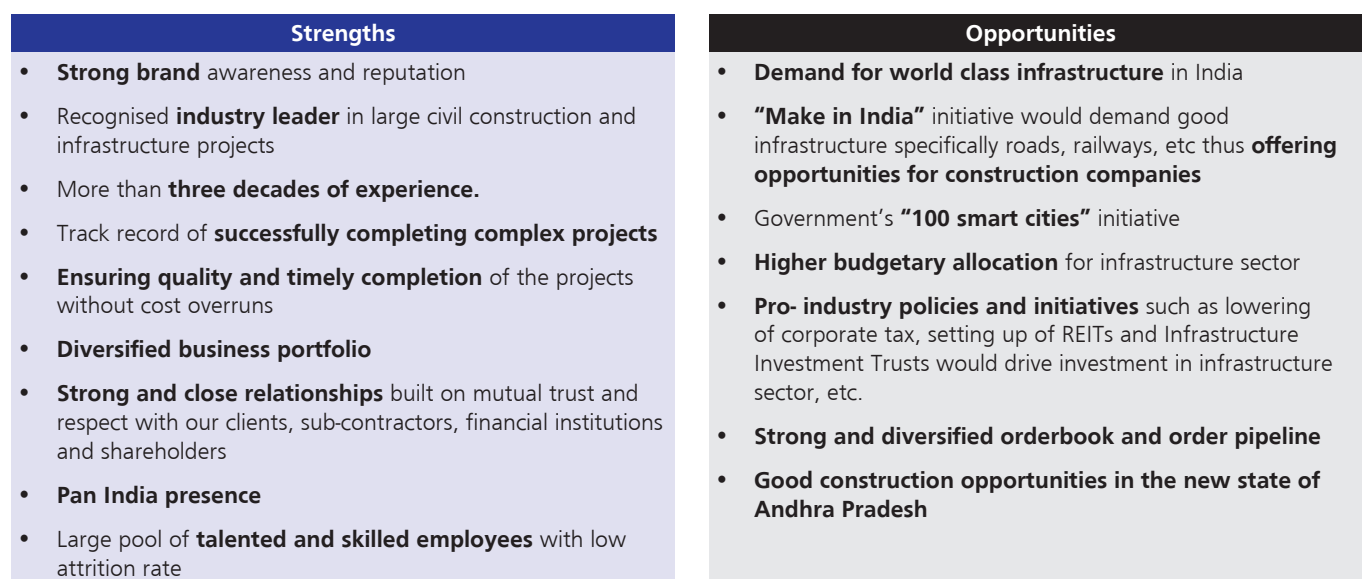 Strengths
• Strong brand awareness and reputation
• Recognised industry leader in large civil construction and
infrastructure projects
• More than three decades of experience.
• Track record of successfully completing complex projects
• Ensuring quality and timely completion of the projects
without cost overruns
• Diversified business portfolio
• Strong and close relationships built on mutual trust and
respect with our clients, sub-contractors, financial institutions
and shareholders
• Pan India presence
• Large pool of talented and skilled employees with low
attrition rate
Opportunities
• Demand for world class infrastructure in India
• "Make in India" initiative would demand good
infrastructure specifically roads, railways, etc thus offering
opportunities for construction companies
• Government's "100 smart cities" initiative
• Higher budgetary allocation for infrastructure sector
• Pro- industry policies and initiatives such as lowering
of corporate tax, setting up of REITs and Infrastructure
Investment Trusts would drive investment in infrastructure
sector, etc.
• Strong and diversified orderbook and order pipeline
• Good construction opportunities in the new state of
Andhra Pradesh